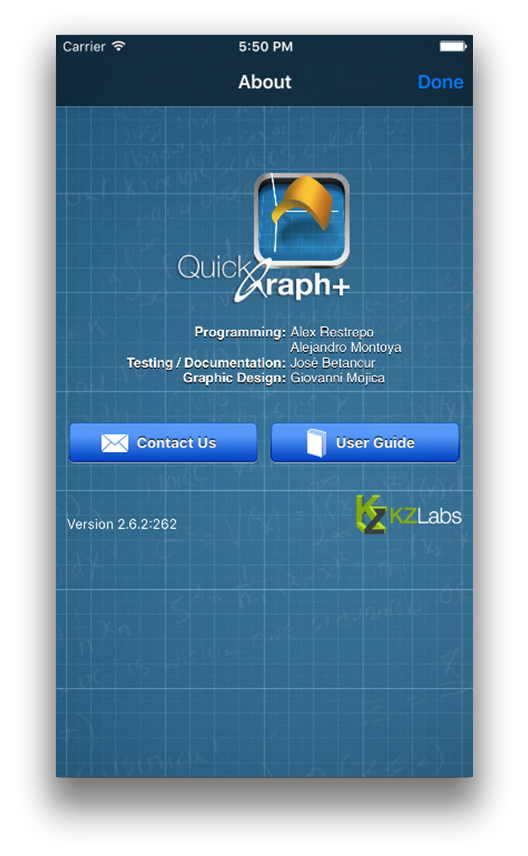 Carrier 5:50 PM
About Done
QuickGraph+
Programming: Alex Restrepo
Alejandro Montoya
Testing / Documentation: José Betancur
Graphic Design: Giovanni Mojica
Contact Us User Guide
KZ KZLabs
Version 2.6.2:262